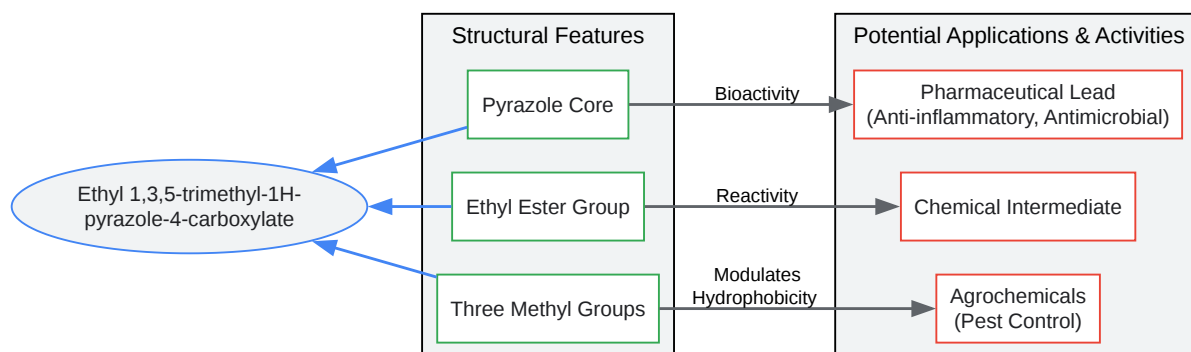 Structural Features
Potential Applications & Activities
Pyrazole Core
Bioactivity
Pharmaceutical Lead
(Anti-inflammatory, Antimicrobial)
Ethyl 1,3,5-trimethyl-1H-
pyrazole-4-carboxylate
Ethyl Ester Group
Reactivity
Chemical Intermediate
Three Methyl Groups
Modulates
Hydrophobicity
Agrochemicals
(Pest Control)